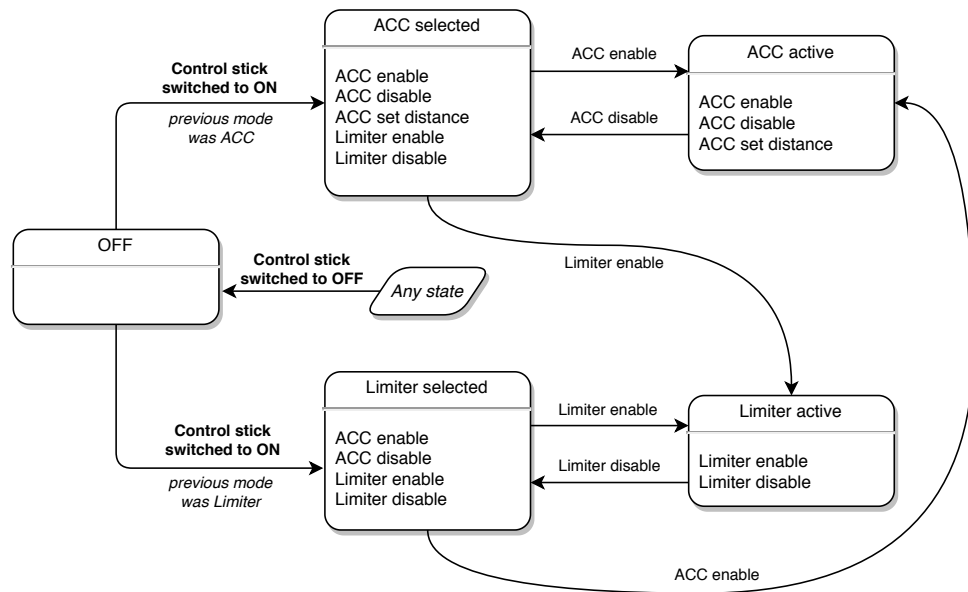 ACC selected
ACC enable
ACC disable
ACC set distance
Limiter enable
Limiter disable
ACC enable
ACC disable
ACC active
ACC enable
ACC disable
ACC set distance
Control stick
switched to ON
previous mode
was ACC
OFF
Control stick
switched to OFF
Any state
Limiter enable
Control stick
switched to ON
previous mode
was Limiter
Limiter selected
ACC enable
ACC disable
Limiter enable
Limiter disable
Limiter enable
Limiter disable
Limiter active
Limiter enable
Limiter disable
ACC enable